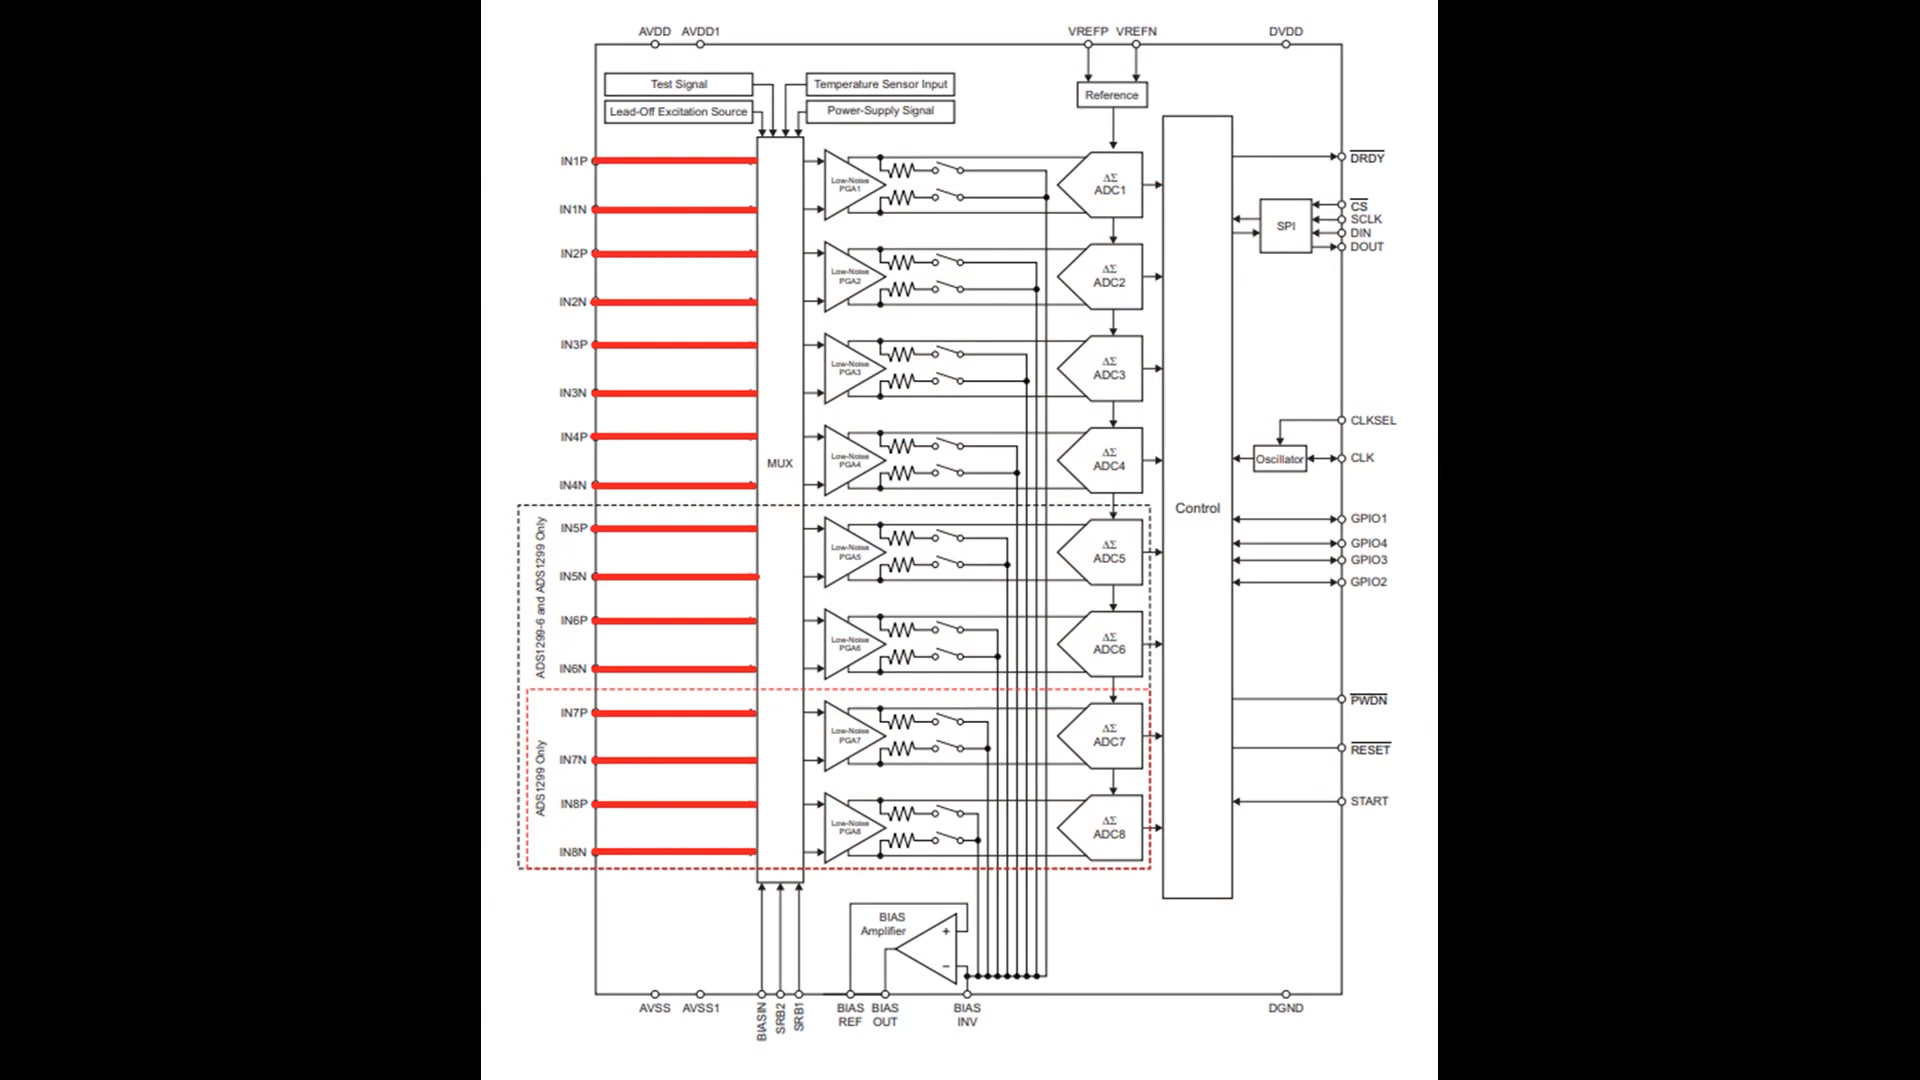 AVDD AVDD1 VREFP VREFN DVDD
Test Signal
Temperature Sensor Input
Lead-Off Excitation Source
Power-Supply Signal
Reference
IN1P
IN1N
Low-Noise
PGA1
ΔΣ
ADC1
DRDY
CS
SCLK
DIN
DOUT
SPI
IN2P
IN2N
Low-Noise
PGA2
ΔΣ
ADC2
IN3P
IN3N
Low-Noise
PGA3
ΔΣ
ADC3
IN4P
IN4N
MUX
Low-Noise
PGA4
ΔΣ
ADC4
CLKSEL
Oscillator
CLK
Control
ADS1299-6 and ADS1299 Only
IN5P
IN5N
Low-Noise
PGA5
ΔΣ
ADC5
GPIO1
GPIO4
GPIO3
GPIO2
IN6P
IN6N
Low-Noise
PGA6
ΔΣ
ADC6
ADS1299 Only
IN7P
IN7N
Low-Noise
PGA7
ΔΣ
ADC7
PWDN
RESET
IN8P
IN8N
Low-Noise
PGA8
ΔΣ
ADC8
START
BIAS
Amplifier
+
−
AVSS AVSS1
BIASIN
SRB2
SRB1
BIAS
REF
BIAS
OUT
BIAS
INV
DGND